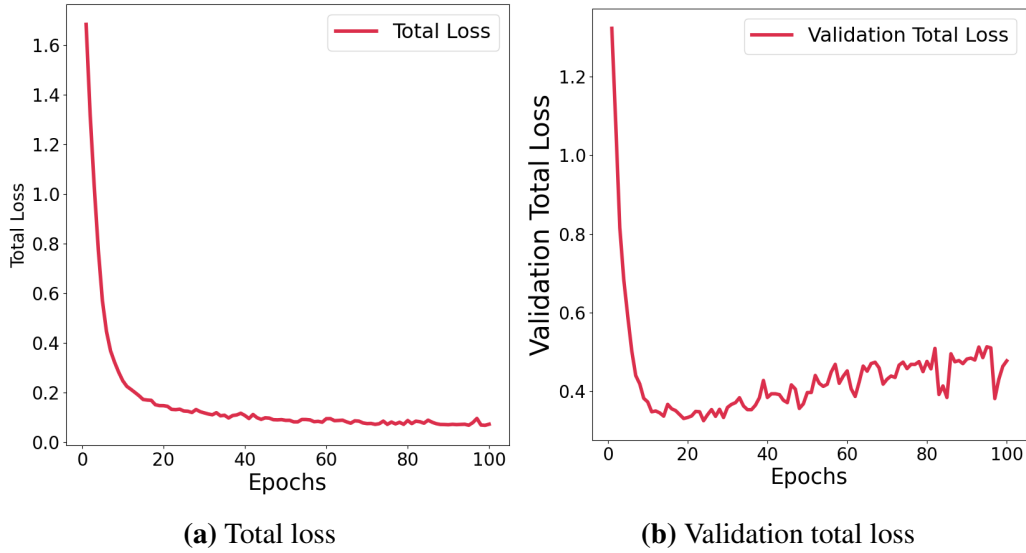 Total Loss
1.6
1.4
1.2
1.0
0.8
0.6
0.4
0.2
0.0
Total Loss
0 20 40 60 80 100
Epochs
(a) Total loss
Validation Total Loss
1.2
1.0
0.8
0.6
0.4
Validation Total Loss
0 20 40 60 80 100
Epochs
(b) Validation total loss